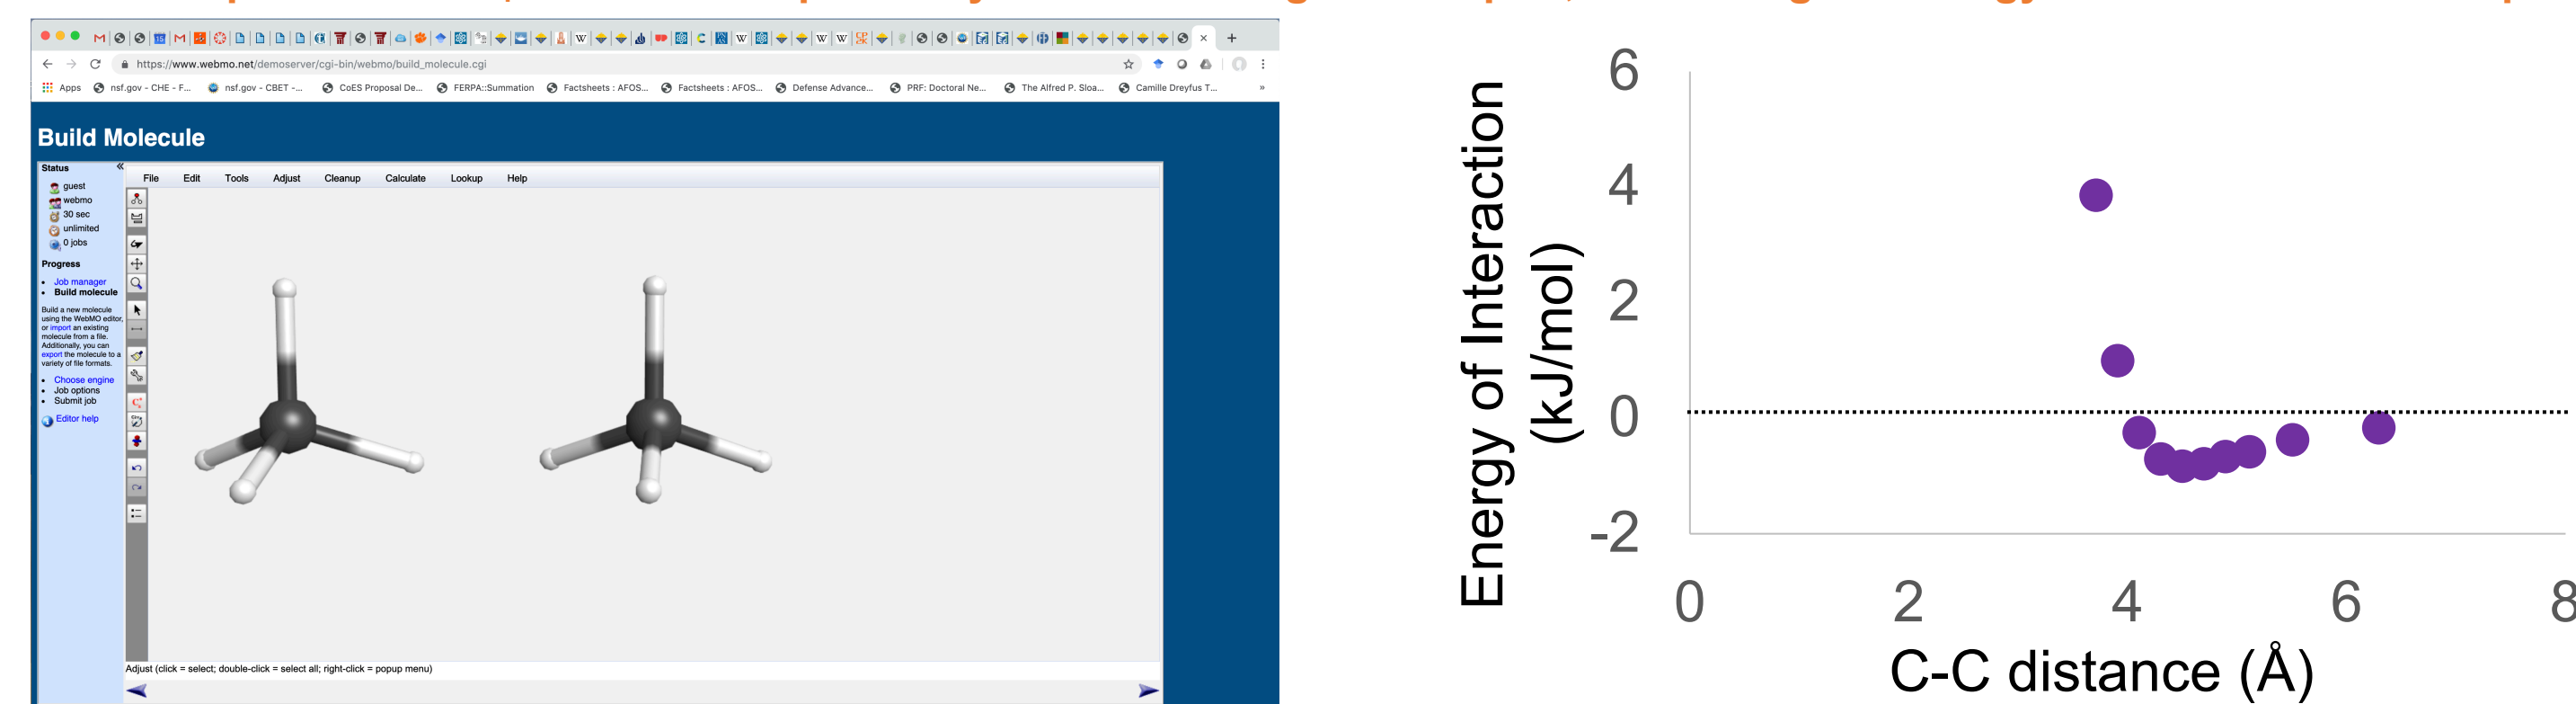 https://www.webmo.net/demoserver/cgi-bin/webmo/build_molecule.cgi
Apps nsf.gov - CHE - F... nsf.gov - CBET -... CoES Proposal De... FERPA::Summation Factsheets : AFOS... Factsheets : AFOS... Defense Advance... PRF: Doctoral Ne... The Alfred P. Sloa... Camille Dreyfus T... »
Build Molecule
Status «
guest
webmo
30 sec
unlimited
0 jobs
Progress
• Job manager
• Build molecule
Build a new molecule
using the WebMO editor,
or import an existing
molecule from a file.
Additionally, you can
export the molecule to a
variety of file formats.
• Choose engine
• Job options
• Submit job
Editor help
File Edit Tools Adjust Cleanup Calculate Lookup Help
Adjust (click = select; double-click = select all; right-click = popup menu)
Energy of Interaction
(kJ/mol)
6
4
2
0
-2
0 2 4 6 8
C-C distance (Å)